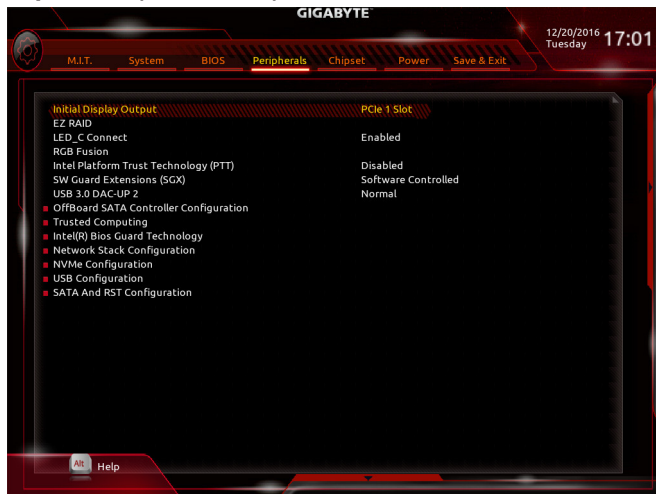 GIGABYTE™
12/20/2016 Tuesday 17:01
M.I.T. System BIOS Peripherals Chipset Power Save & Exit
Initial Display Output PCIe 1 Slot
EZ RAID
LED_C Connect Enabled
RGB Fusion
Intel Platform Trust Technology (PTT) Disabled
SW Guard Extensions (SGX) Software Controlled
USB 3.0 DAC-UP 2 Normal
OffBoard SATA Controller Configuration
Trusted Computing
Intel(R) Bios Guard Technology
Network Stack Configuration
NVMe Configuration
USB Configuration
SATA And RST Configuration
Alt Help